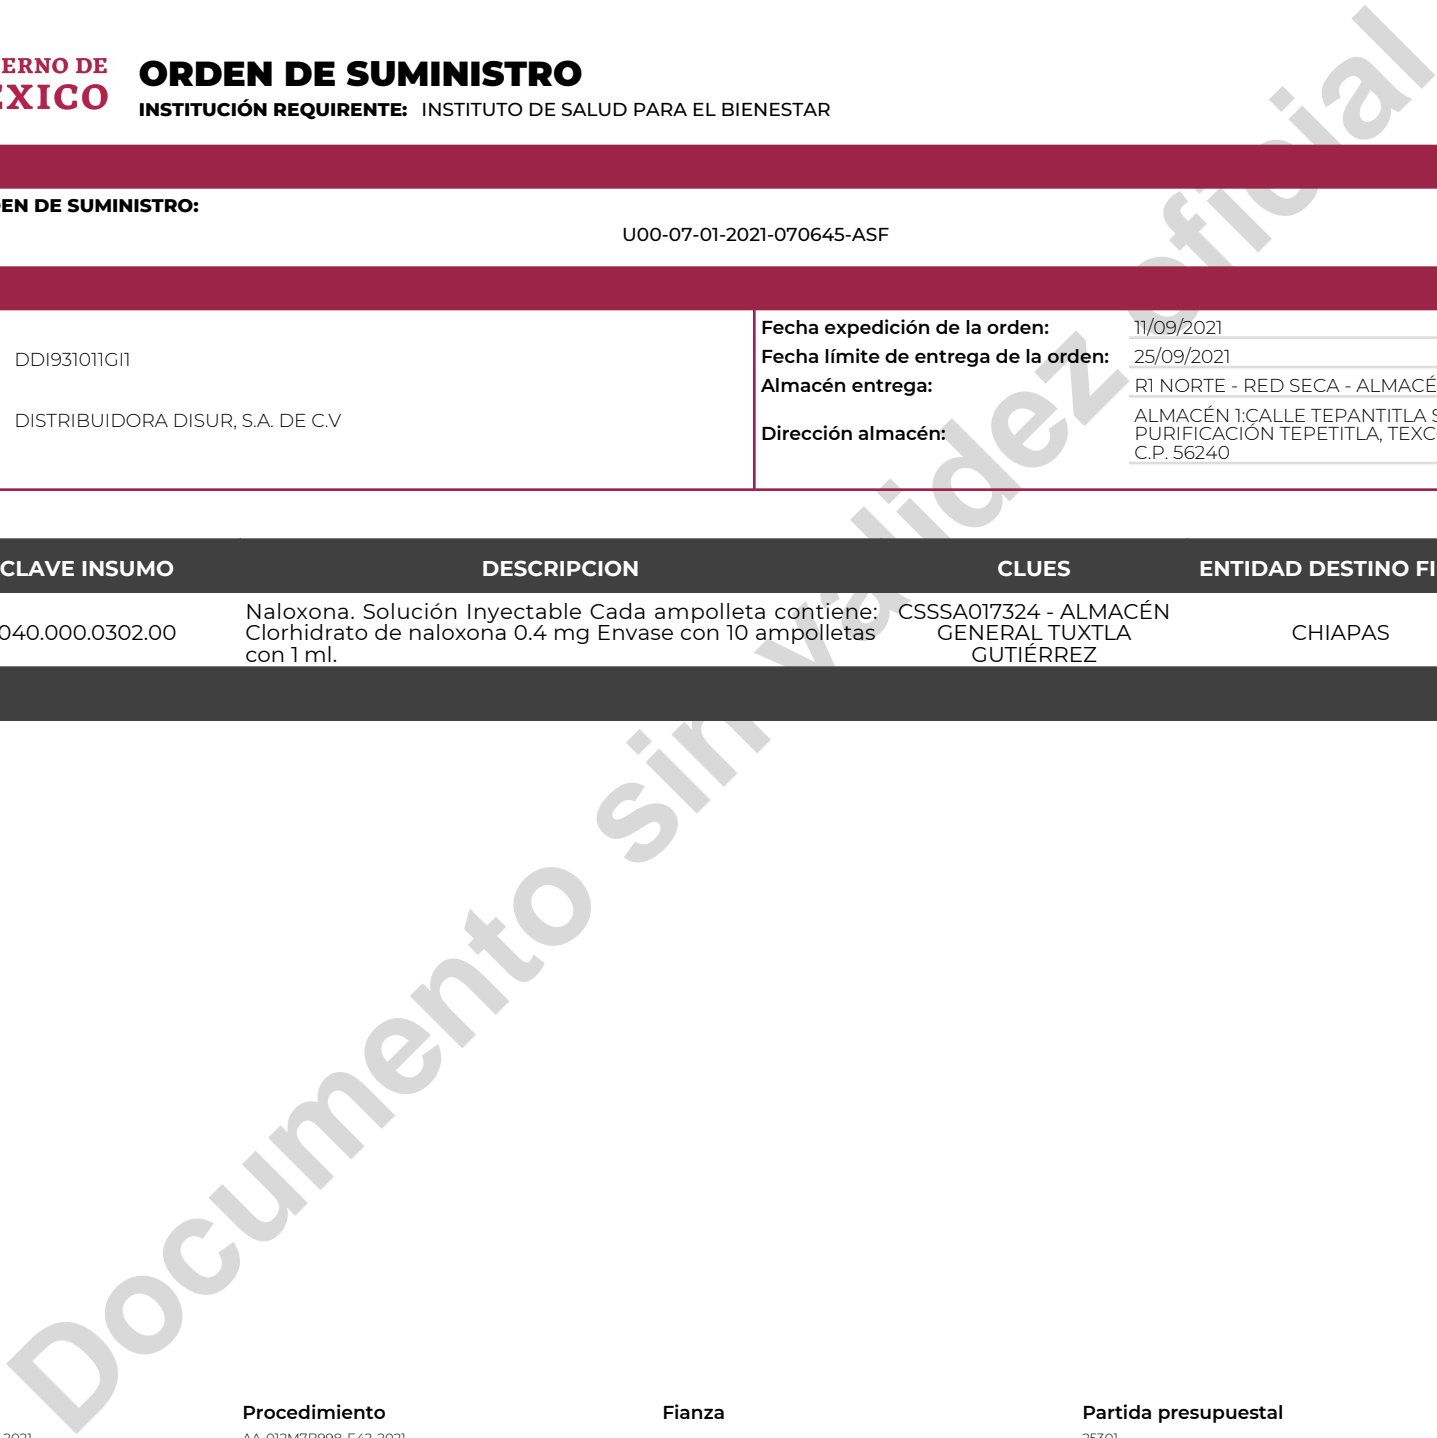 ERNO DE
EXICO
ORDEN DE SUMINISTRO
INSTITUCIÓN REQUIRENTE: INSTITUTO DE SALUD PARA EL BIENESTAR
EN DE SUMINISTRO:
U00-07-01-2021-070645-ASF
DDI931011GI1
DISTRIBUIDORA DISUR, S.A. DE C.V
Fecha expedición de la orden: 11/09/2021
Fecha límite de entrega de la orden: 25/09/2021
Almacén entrega: R1 NORTE - RED SECA - ALMACÉ
Dirección almacén: ALMACÉN 1:CALLE TEPANTITLA S
PURIFICACIÓN TEPETITLA, TEXC
C.P. 56240
CLAVE INSUMO DESCRIPCION CLUES ENTIDAD DESTINO FI
040.000.0302.00
Naloxona. Solución Inyectable Cada ampolleta contiene:
Clorhidrato de naloxona 0.4 mg Envase con 10 ampolletas
con 1 ml.
CSSSA017324 - ALMACÉN
GENERAL TUXTLA
GUTIÉRREZ
CHIAPAS
Documento sin validez oficial
Procedimiento Fianza Partida presupuestal